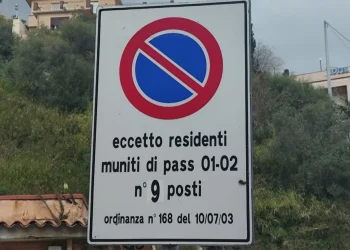 eccetto residenti
muniti di pass 01-02
n° 9 posti
ordinanza n° 168 del 10/07/03